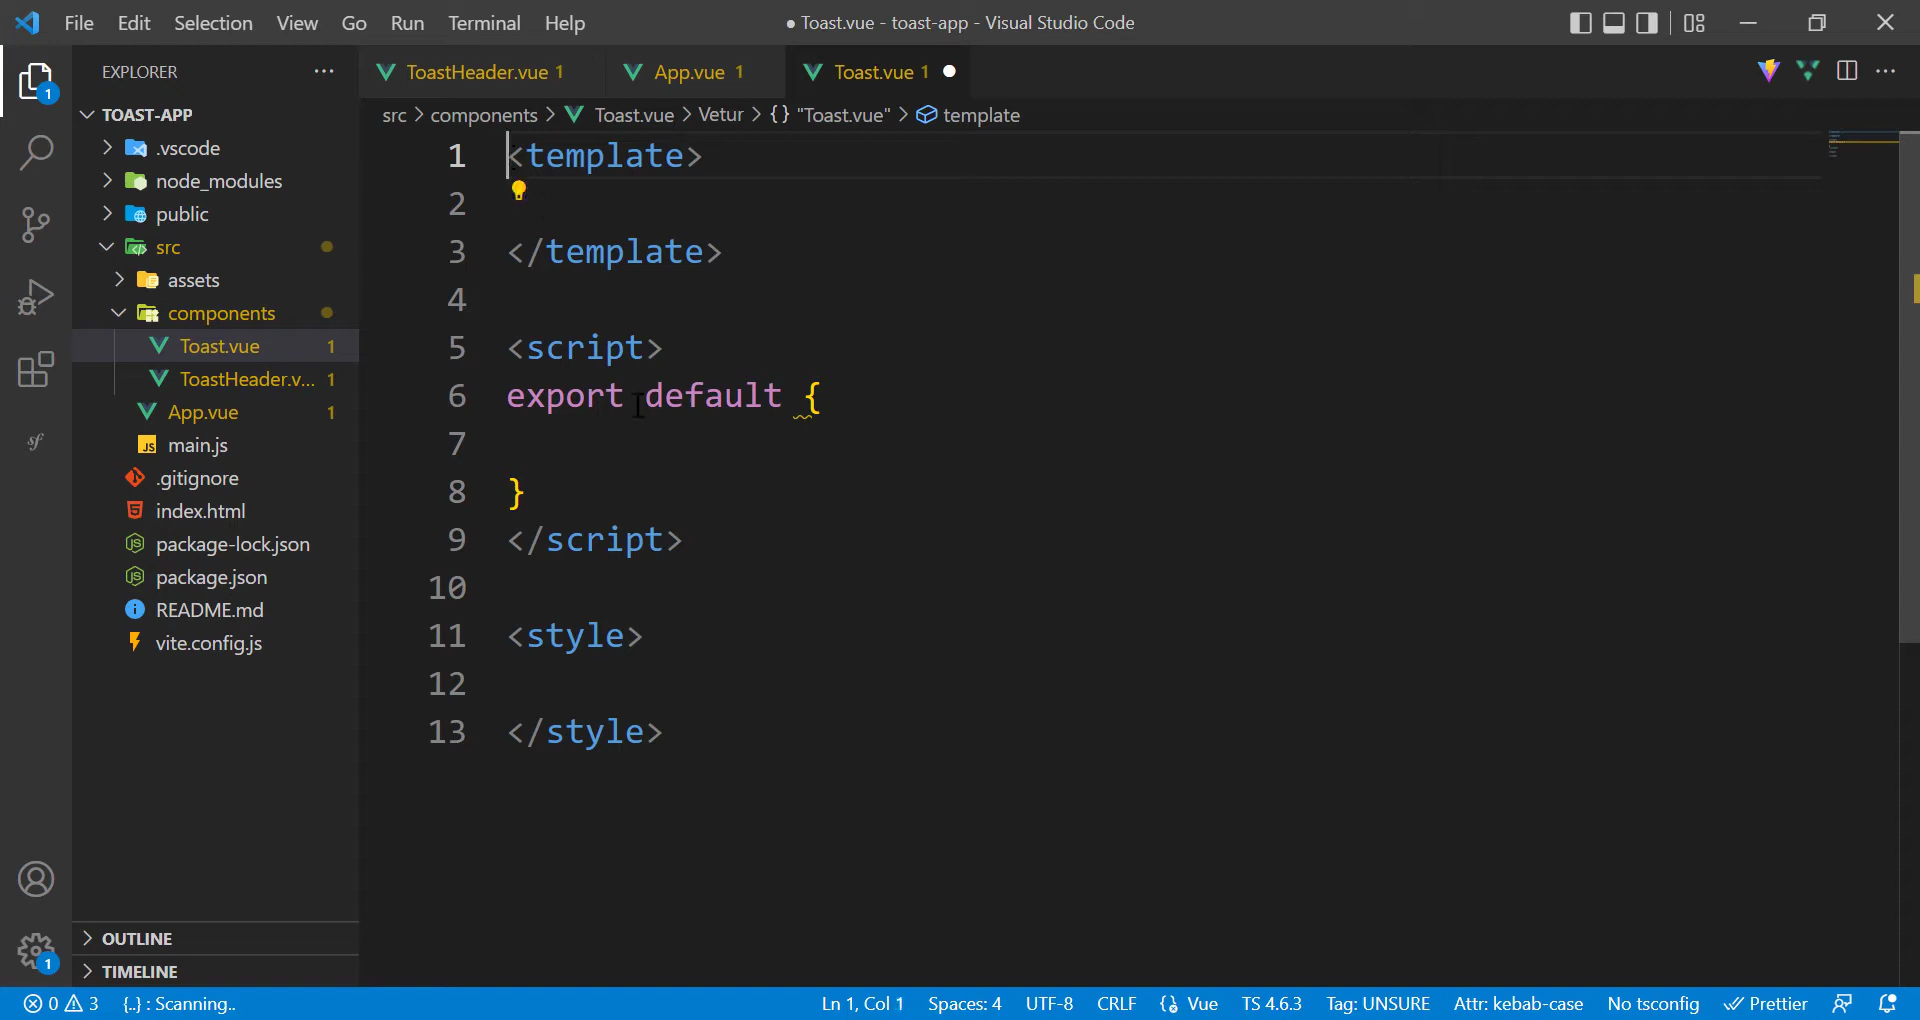 File Edit Selection View Go Run Terminal Help ● Toast.vue - toast-app - Visual Studio Code
EXPLORER
TOAST-APP
.vscode
node_modules
public
src
assets
components
Toast.vue 1
ToastHeader.v... 1
App.vue 1
main.js
.gitignore
index.html
package-lock.json
package.json
README.md
vite.config.js
OUTLINE
TIMELINE
1
1
ToastHeader.vue 1 App.vue 1 Toast.vue 1
src > components > Toast.vue > Vetur > {} "Toast.vue" > template
1 <template>
2
3 </template>
4
5 <script>
6 export default {
7
8 }
9 </script>
10
11 <style>
12
13 </style>
0 3 {..} : Scanning.. Ln 1, Col 1 Spaces: 4 UTF-8 CRLF Vue TS 4.6.3 Tag: UNSURE Attr: kebab-case No tsconfig Prettier